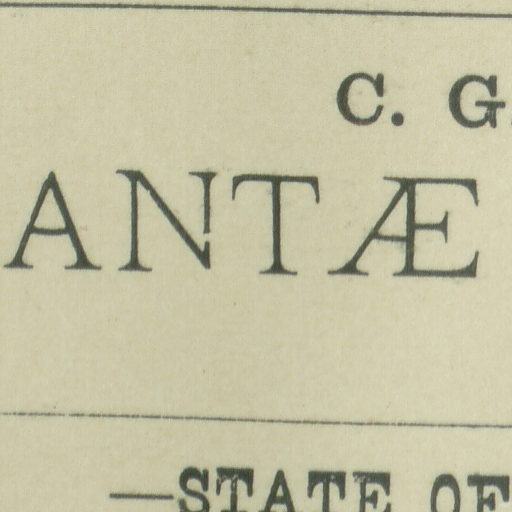 C. G.
ANTÆ
—STATE OF